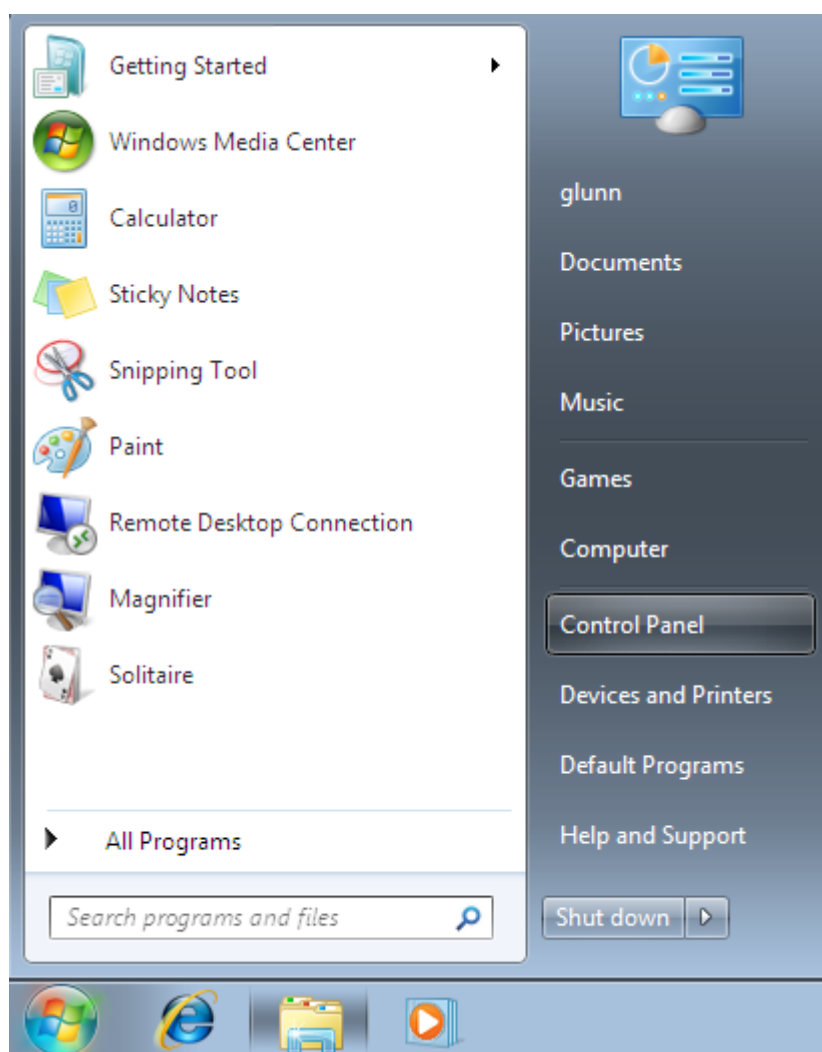 Getting Started
Windows Media Center
Calculator
Sticky Notes
Snipping Tool
Paint
Remote Desktop Connection
Magnifier
Solitaire
All Programs
Search programs and files
glunn
Documents
Pictures
Music
Games
Computer
Control Panel
Devices and Printers
Default Programs
Help and Support
Shut down